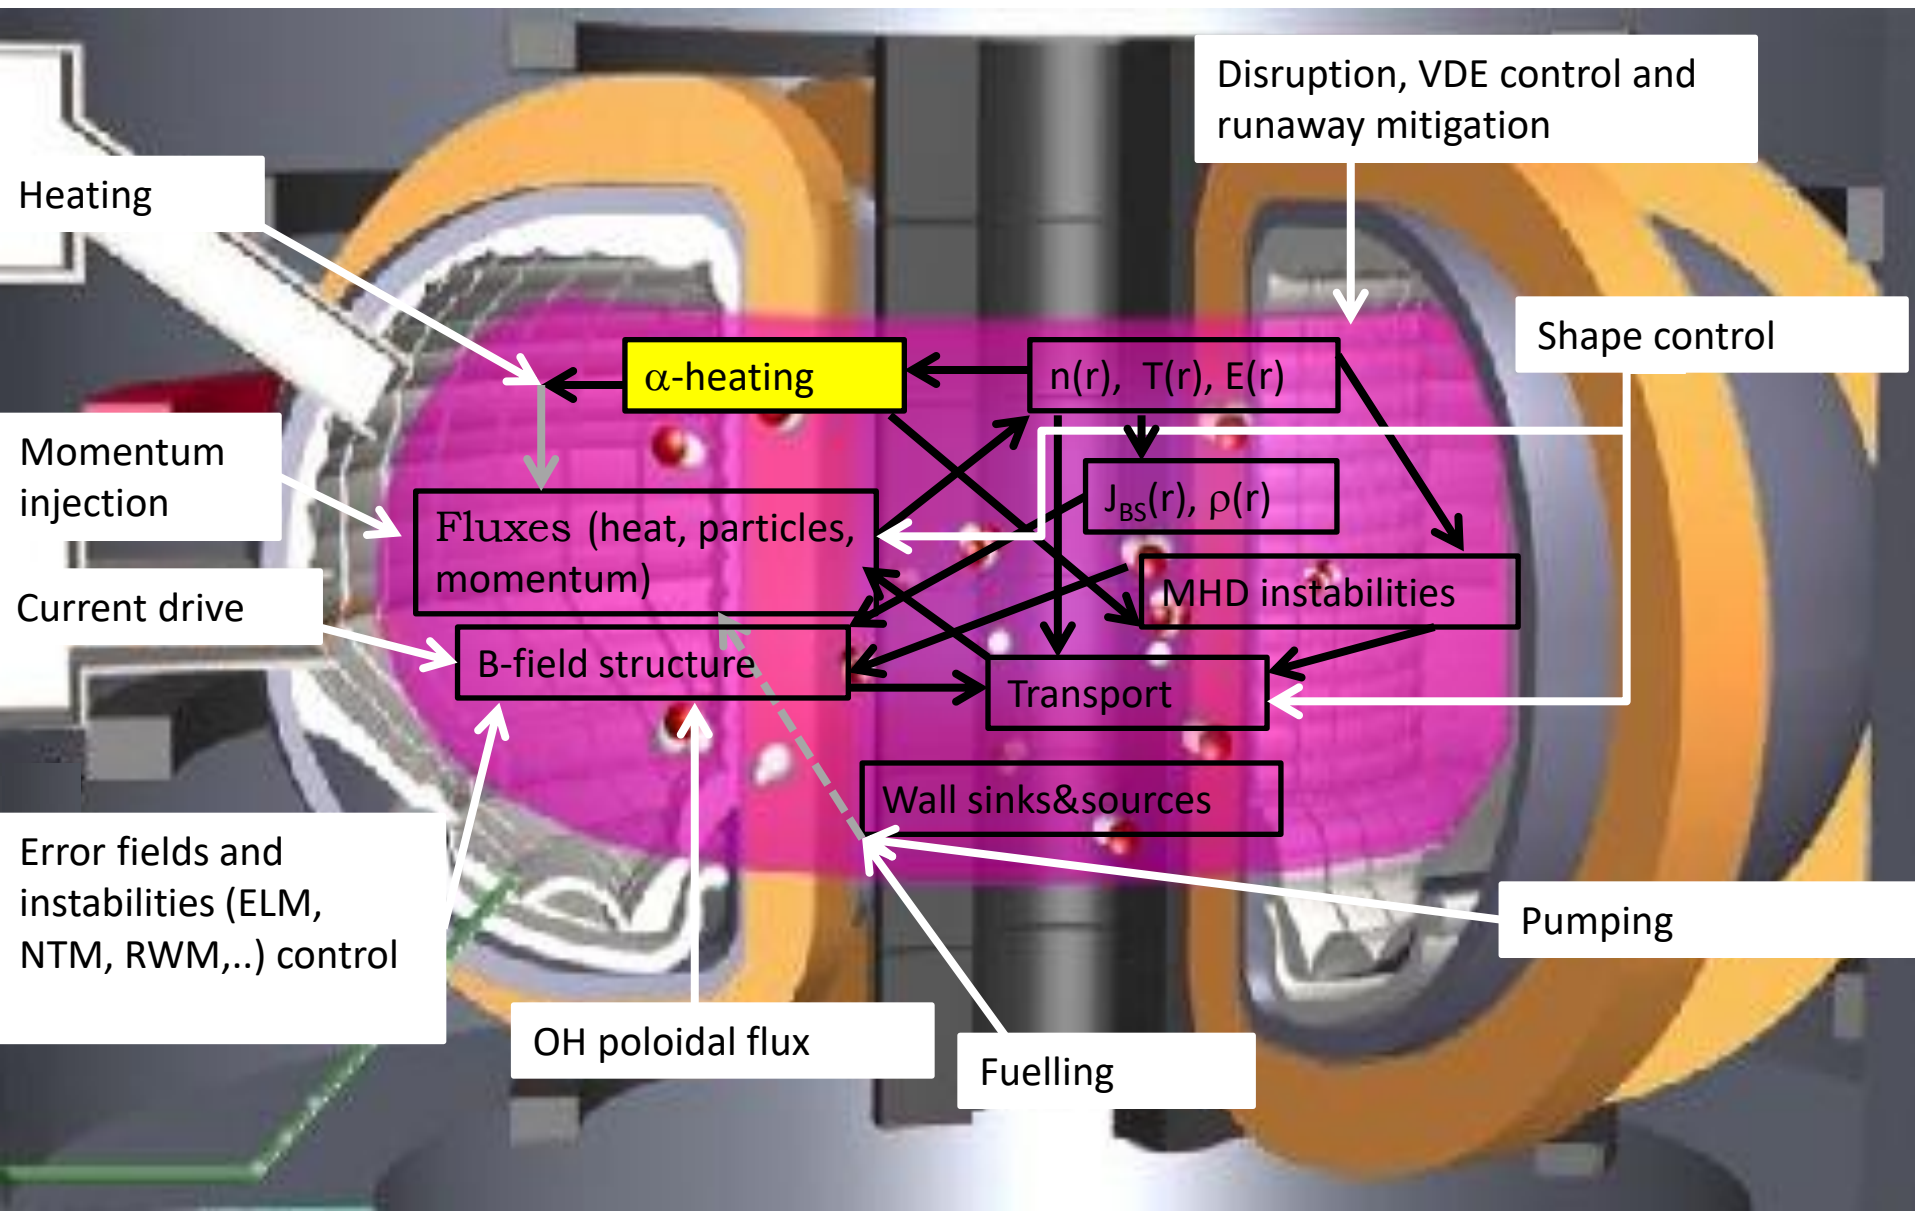 Disruption, VDE control and
runaway mitigation
Heating
Shape control
α-heating
n(r), T(r), E(r)
Momentum
injection
J_BS(r), ρ(r)
Fluxes (heat, particles,
momentum)
MHD instabilities
Current drive
B-field structure
Transport
Wall sinks&sources
Error fields and
instabilities (ELM,
NTM, RWM,..) control
Pumping
OH poloidal flux
Fuelling